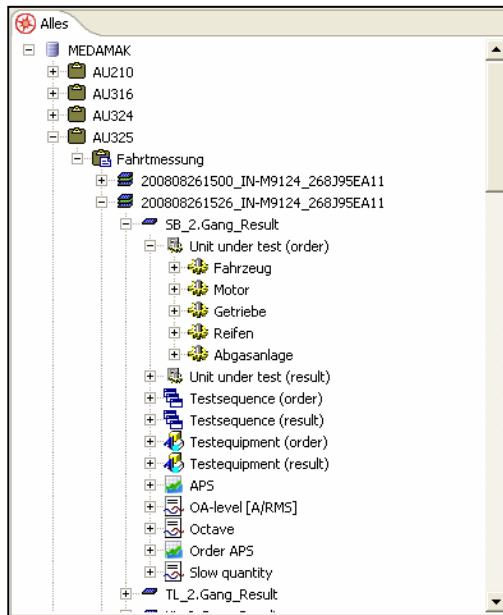 Alles
MEDAMAK
AU210
AU316
AU324
AU325
Fahrtmessung
200808261500_IN-M9124_268J95EA11
200808261526_IN-M9124_268J95EA11
SB_2.Gang_Result
Unit under test (order)
Fahrzeug
Motor
Getriebe
Reifen
Abgasanlage
Unit under test (result)
Testsequence (order)
Testsequence (result)
Testequipment (order)
Testequipment (result)
APS
OA-level [A/RMS]
Octave
Order APS
Slow quantity
TL_2.Gang_Result